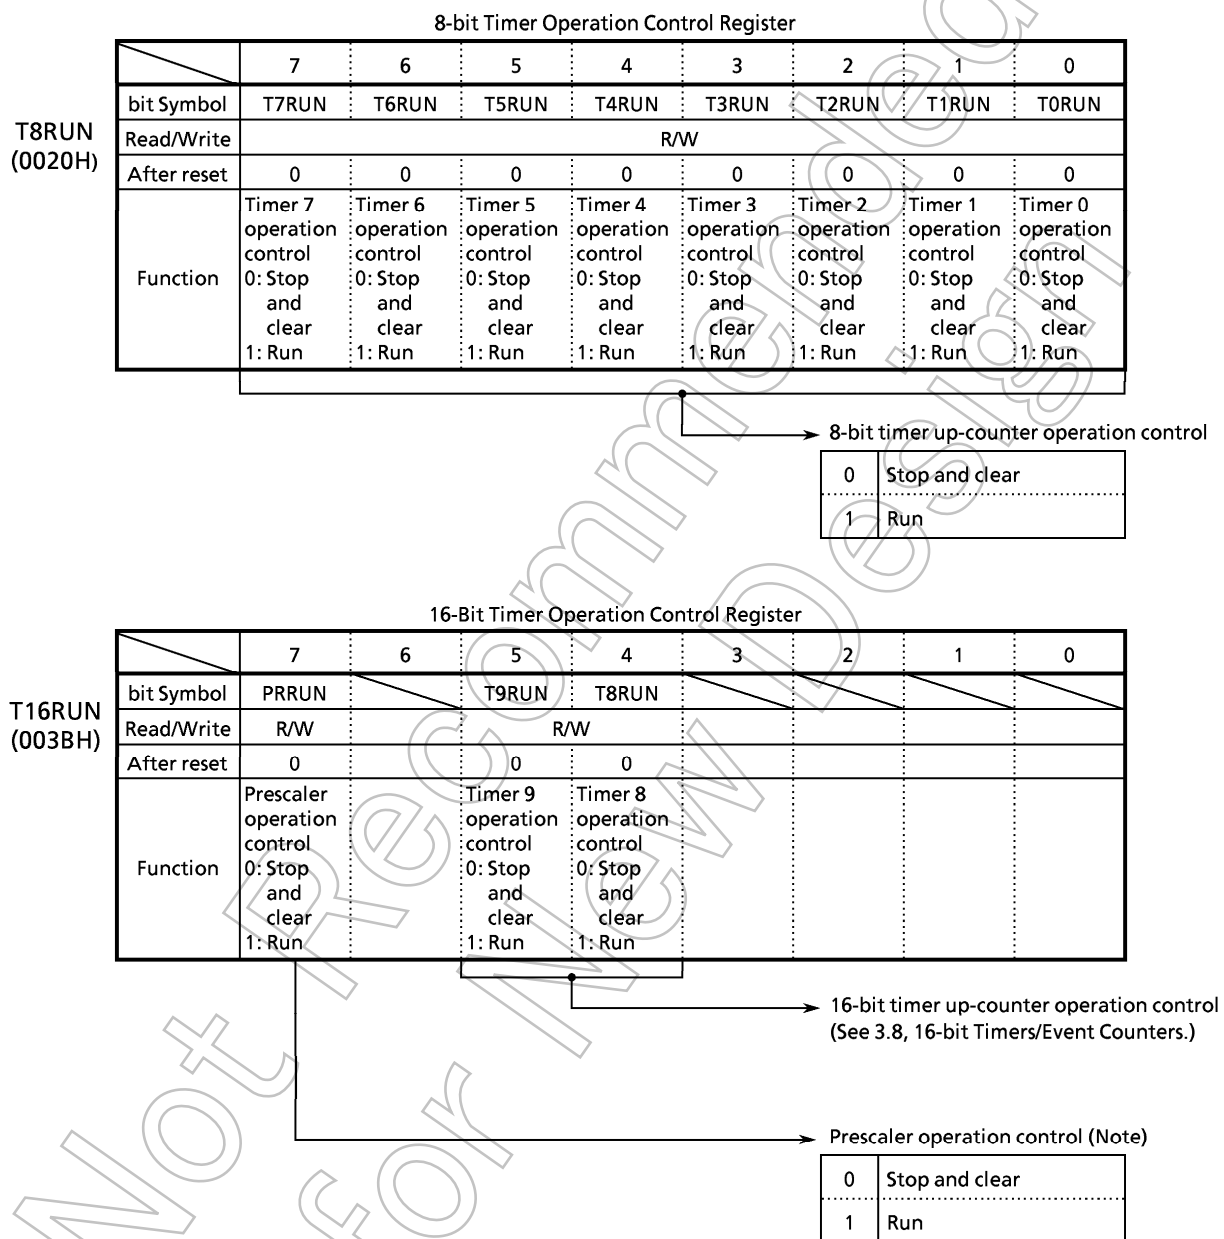 8-bit Timer Operation Control Register
7 6 5 4 3 2 1 0
bit Symbol T7RUN T6RUN T5RUN T4RUN T3RUN T2RUN T1RUN T0RUN
T8RUN
(0020H)
Read/Write R/W
After reset 0 0 0 0 0 0 0 0
Function
Timer 7 Timer 6 Timer 5 Timer 4 Timer 3 Timer 2 Timer 1 Timer 0
operation operation operation operation operation operation operation operation
control control control control control control control control
0: Stop 0: Stop 0: Stop 0: Stop 0: Stop 0: Stop 0: Stop 0: Stop
and and and and and and and and
clear clear clear clear clear clear clear clear
1: Run 1: Run 1: Run 1: Run 1: Run 1: Run 1: Run 1: Run
8-bit timer up-counter operation control
0 Stop and clear
1 Run
16-Bit Timer Operation Control Register
7 6 5 4 3 2 1 0
bit Symbol PRRUN T9RUN T8RUN
T16RUN
(003BH)
Read/Write R/W R/W
After reset 0 0 0
Function
Prescaler Timer 9 Timer 8
operation operation operation
control control control
0: Stop 0: Stop 0: Stop
and and and
clear clear clear
1: Run 1: Run 1: Run
16-bit timer up-counter operation control
(See 3.8, 16-bit Timers/Event Counters.)
Prescaler operation control (Note)
0 Stop and clear
1 Run
Not Recommended
for New Design